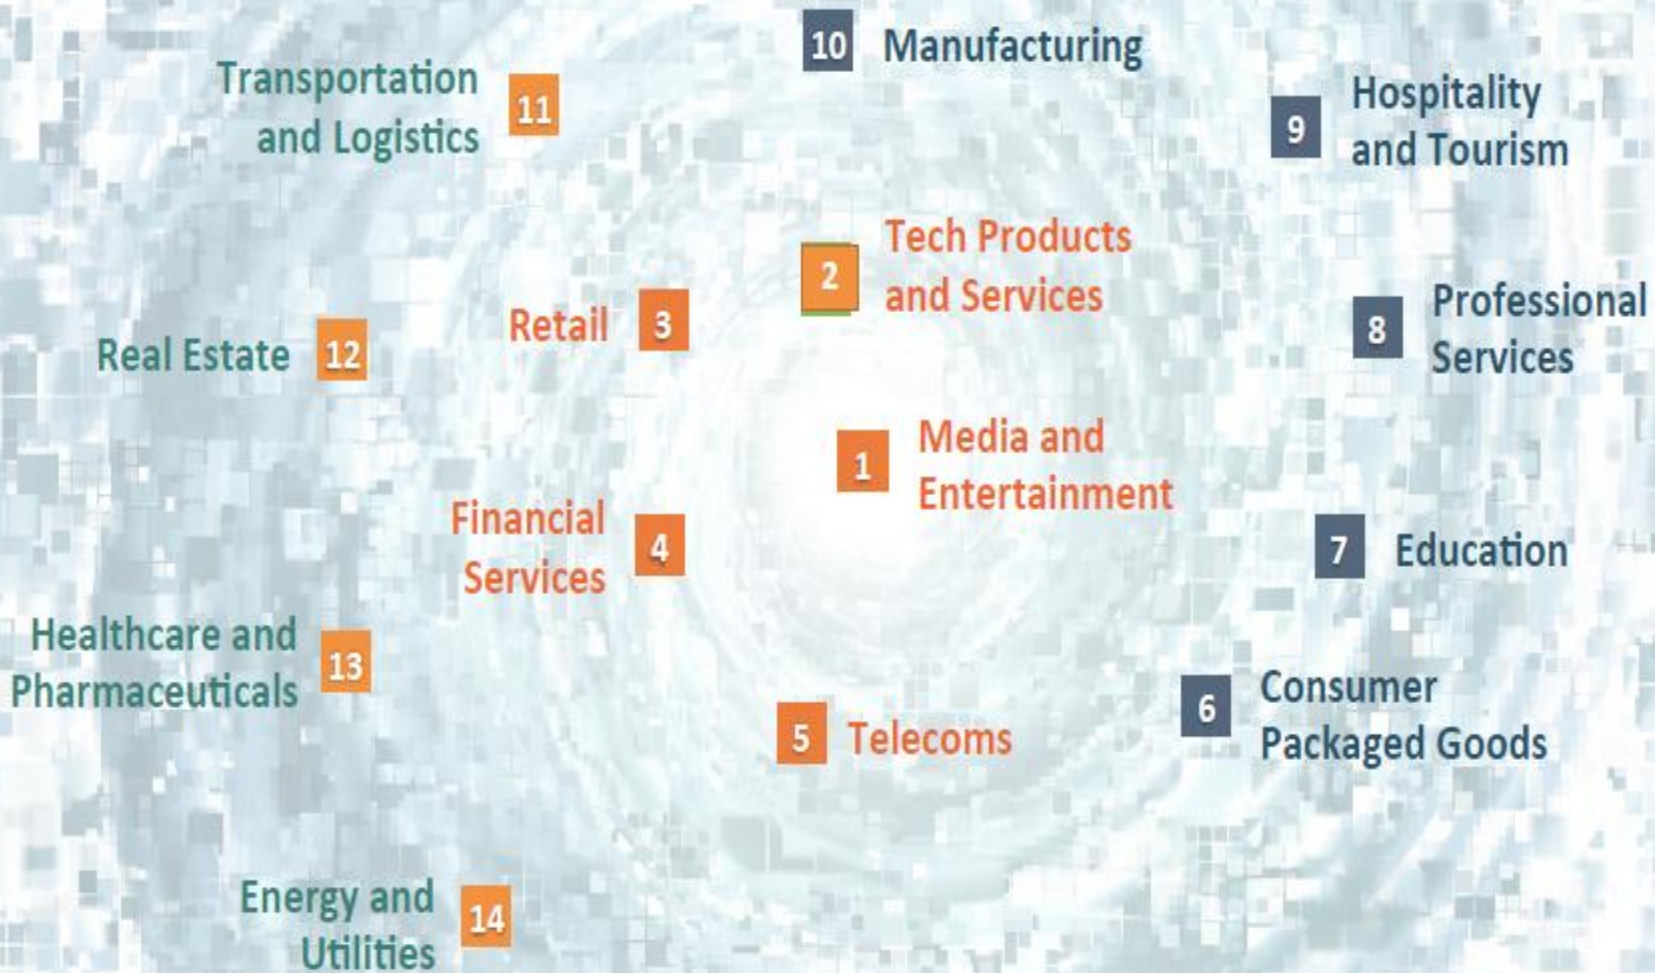 10 Manufacturing
Transportation
and Logistics
11
9
Hospitality
and Tourism
2
Tech Products
and Services
Retail 3
8
Professional
Services
Real Estate 12
1
Media and
Entertainment
Financial
Services
4
7 Education
Healthcare and
Pharmaceuticals
13
6
Consumer
Packaged Goods
5 Telecoms
Energy and
Utilities
14